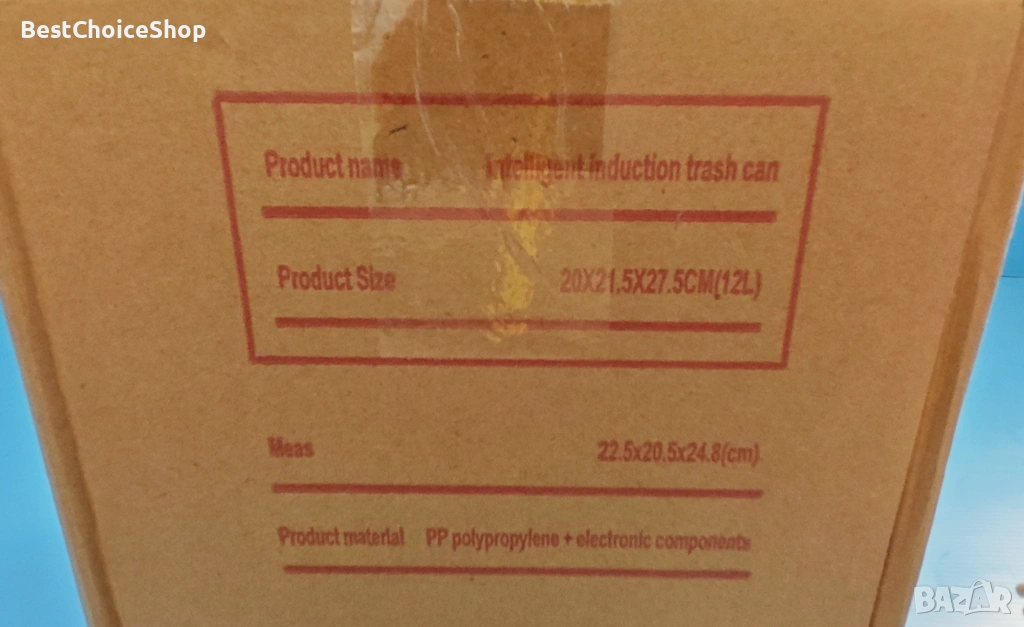 BestChoiceShop
Product name Intelligent induction trash can
Product Size 20X21.5X27.5CM(12L)
Meas 22.5x20.5x24.8(cm)
Product material PP polypropylene + electronic components
BAZAR